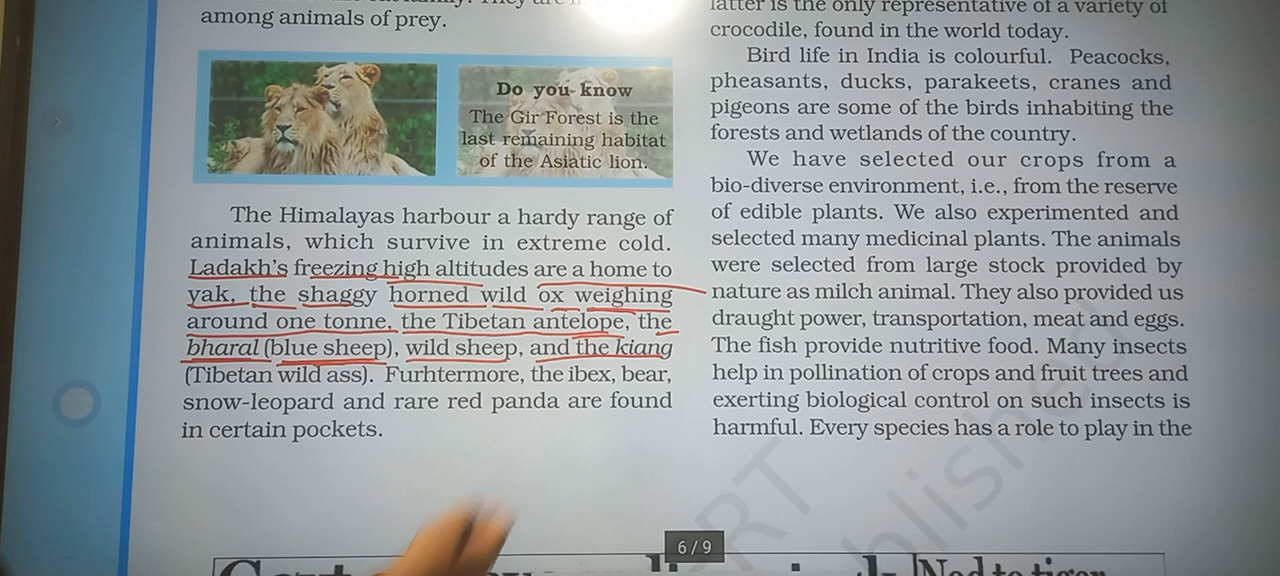 among animals of prey.
Do you know
The Gir Forest is the
last remaining habitat
of the Asiatic lion.
The Himalayas harbour a hardy range of
animals, which survive in extreme cold.
Ladakh's freezing high altitudes are a home to
yak, the shaggy horned wild ox weighing
around one tonne, the Tibetan antelope, the
bharal (blue sheep), wild sheep, and the kiang
(Tibetan wild ass). Furhtermore, the ibex, bear,
snow-leopard and rare red panda are found
in certain pockets.
latter is the only representative of a variety of
crocodile, found in the world today.
Bird life in India is colourful. Peacocks,
pheasants, ducks, parakeets, cranes and
pigeons are some of the birds inhabiting the
forests and wetlands of the country.
We have selected our crops from a
bio-diverse environment, i.e., from the reserve
of edible plants. We also experimented and
selected many medicinal plants. The animals
were selected from large stock provided by
nature as milch animal. They also provided us
draught power, transportation, meat and eggs.
The fish provide nutritive food. Many insects
help in pollination of crops and fruit trees and
exerting biological control on such insects is
harmful. Every species has a role to play in the
6/9